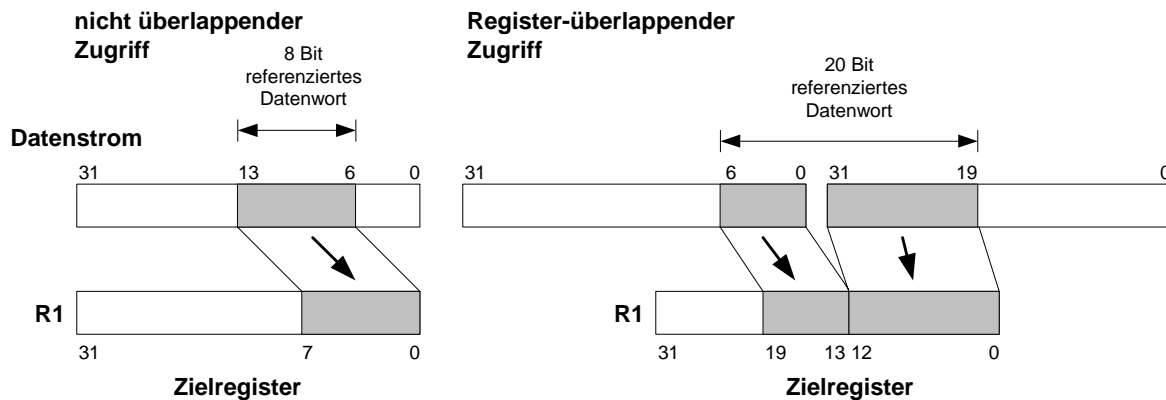 nicht überlappender
Zugriff
8 Bit
referenziertes
Datenwort
Datenstrom
31 13 6 0
R1
31 7 0
Zielregister
Register-überlappender
Zugriff
20 Bit
referenziertes
Datenwort
31 6 0 31 19 0
R1
31 19 13 12 0
Zielregister